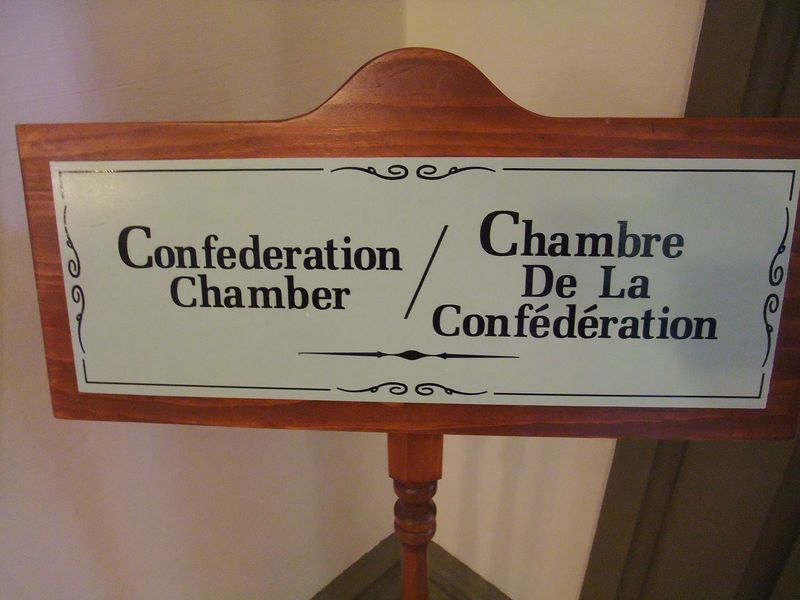 Confederation
Chamber
/
Chambre
De La
Confédération